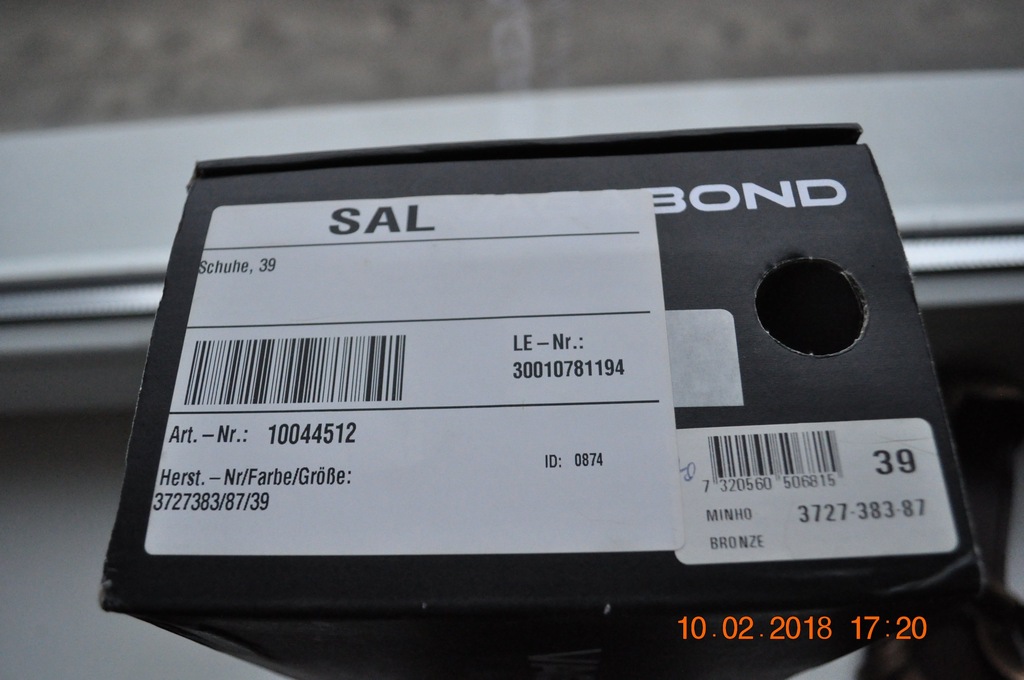 SAL
BOND
Schuhe, 39
LE-Nr.:
30010781194
Art.-Nr.: 10044512
ID: 0874
Herst.-Nr/Farbe/Größe:
3727383/87/39
39
7 320560 506815
MINHO 3727-383-87
BRONZE
10.02.2018 17:20